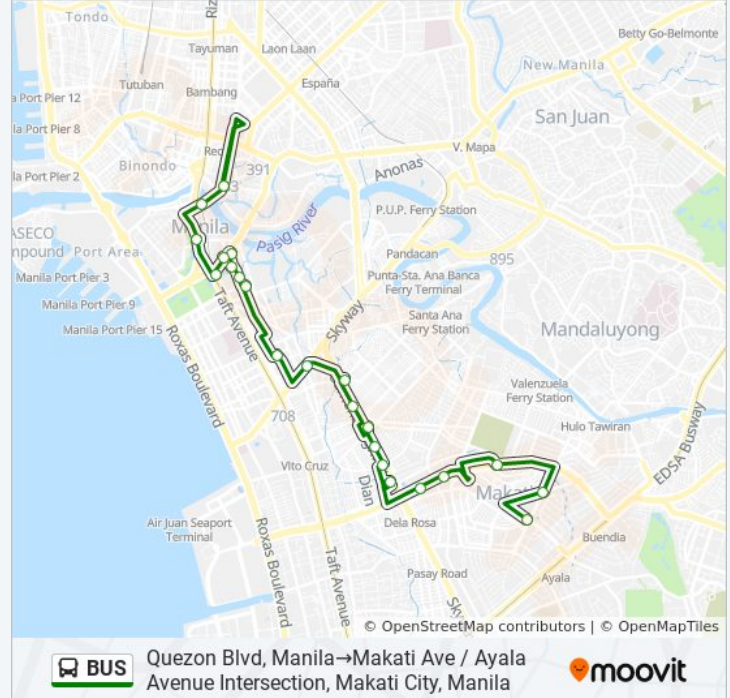 Tondo
Riz
Tayuman
Laon Laan
Betty Go-Belmonte
New Manila
Tutuban
España
Bambang
a Port Pier 12
San Juan
la Port Pier 8
Rec
V. Mapa
Binondo
391
Anonas
la Port Pier 2
P.U.P. Ferry Station
Manila
Pasig River
ASECO
mpound
Port Area
Pandacan
895
Manila Port Pier 3
Punta-Sta. Ana Banca
Ferry Terminal
Manila Port Pier 9
Taft Avenue
Santa Ana
Ferry Station
Manila Port Pier 15
Skyway
Mandaluyong
Roxas Boulevard
Valenzuela
Ferry Station
708
Hulo Tawiran
EDSA Busway
Vito Cruz
Dian
Makati
Air Juan Seaport
Terminal
Dela Rosa
Buendia
Roxas Boulevard
Taft Avenue
Pasay Road
Ayala
Sky
© OpenStreetMap contributors | © OpenMapTiles
BUS
Quezon Blvd, Manila→Makati Ave / Ayala
Avenue Intersection, Makati City, Manila
moovit